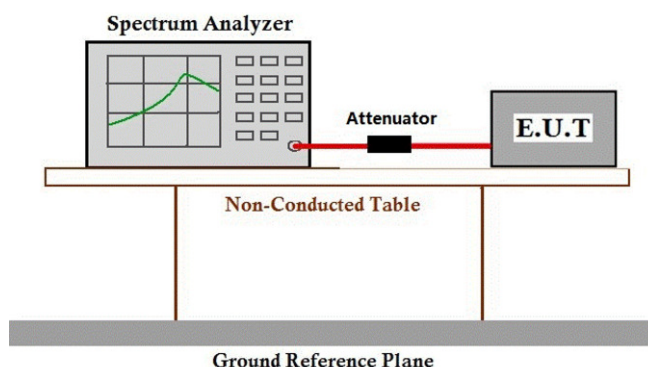 Spectrum Analyzer
Attenuator
E.U.T
Non-Conducted Table
Ground Reference Plane